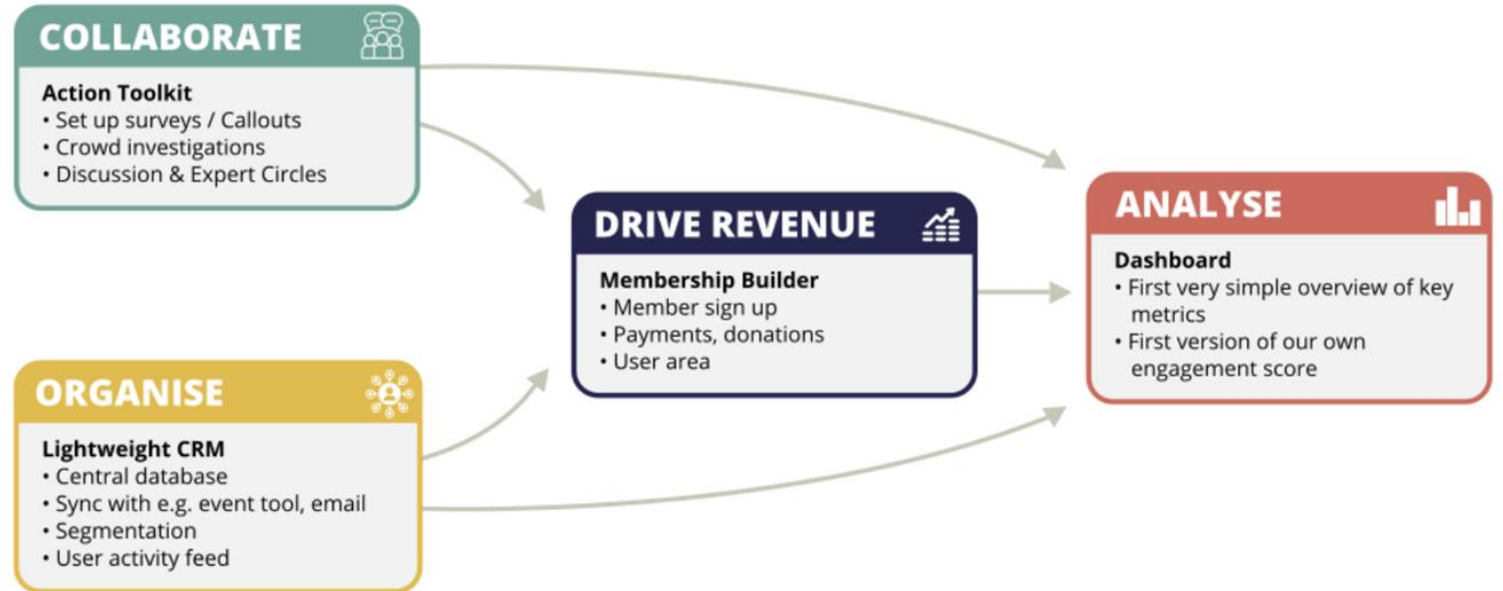 COLLABORATE
Action Toolkit
• Set up surveys / Callouts
• Crowd investigations
• Discussion & Expert Circles
ORGANISE
Lightweight CRM
• Central database
• Sync with e.g. event tool, email
• Segmentation
• User activity feed
DRIVE REVENUE
Membership Builder
• Member sign up
• Payments, donations
• User area
ANALYSE
Dashboard
• First very simple overview of key
metrics
• First version of our own
engagement score